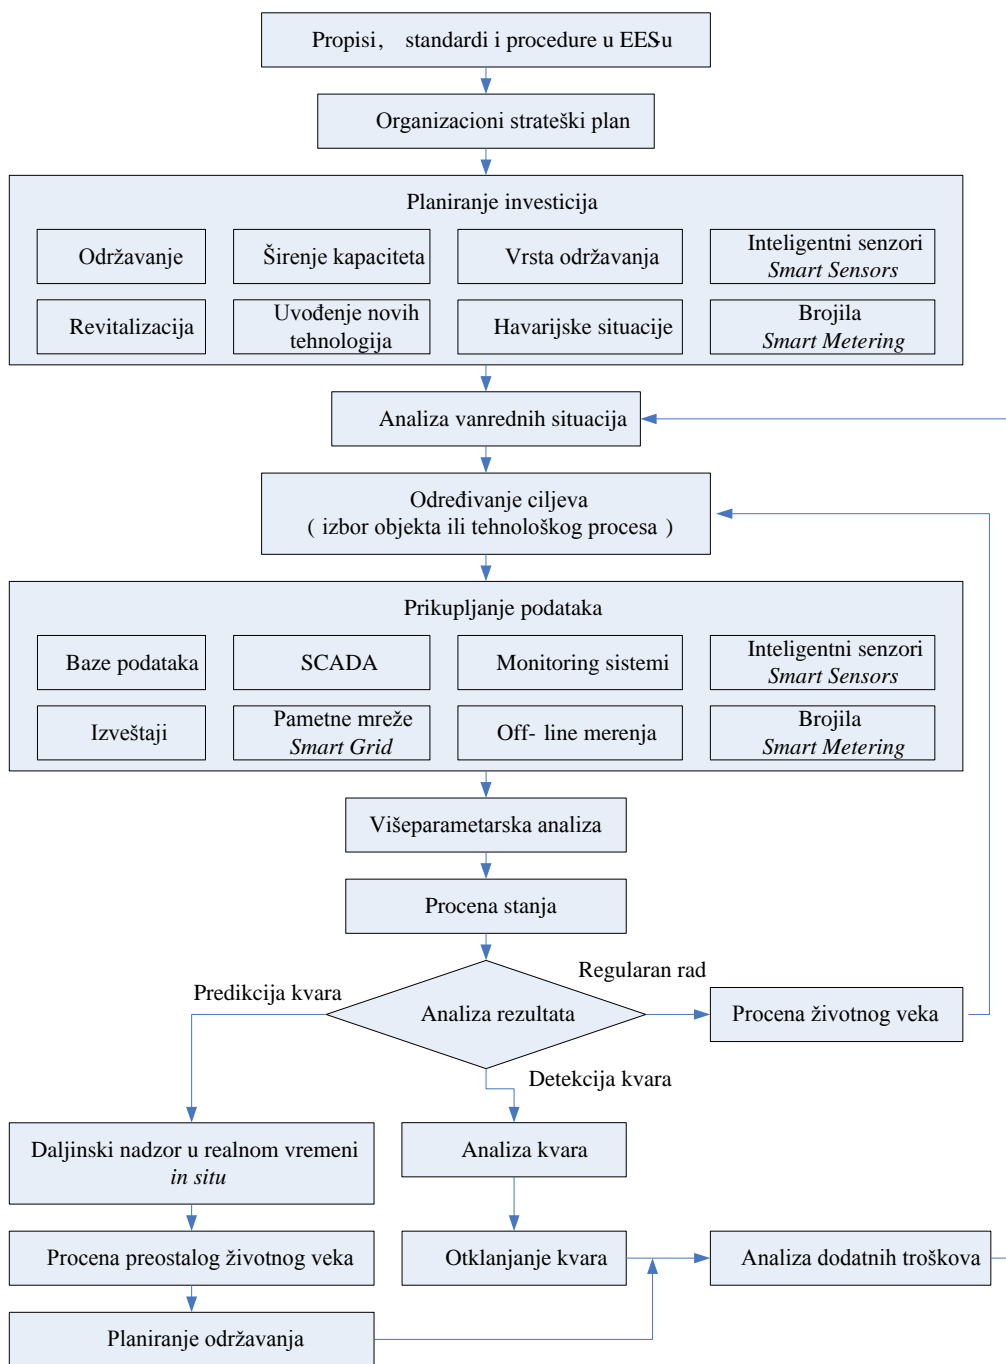 Propisi, standardi i procedure u EES-u
Organizacioni strateški plan
Planiranje investicija
Održavanje
Širenje kapaciteta
Vrsta održavanja
Inteligentni senzori
Smart Sensors
Revitalizacija
Uvođenje novih
tehnologija
Havarijske situacije
Brojila
Smart Metering
Analiza vanrednih situacija
Određivanje ciljeva
( izbor objekta ili tehnološkog procesa )
Prikupljanje podataka
Baze podataka
SCADA
Monitoring sistemi
Inteligentni senzori
Smart Sensors
Izveštaji
Pametne mreže
Smart Grid
Off- line merenja
Brojila
Smart Metering
Višeparametarska analiza
Procena stanja
Regularan rad
Predikcija kvara
Analiza rezultata
Procena životnog veka
Detekcija kvara
Daljinski nadzor u realnom vremeni
in situ
Analiza kvara
Procena preostalog životnog veka
Otklanjanje kvara
Analiza dodatnih troškova
Planiranje održavanja